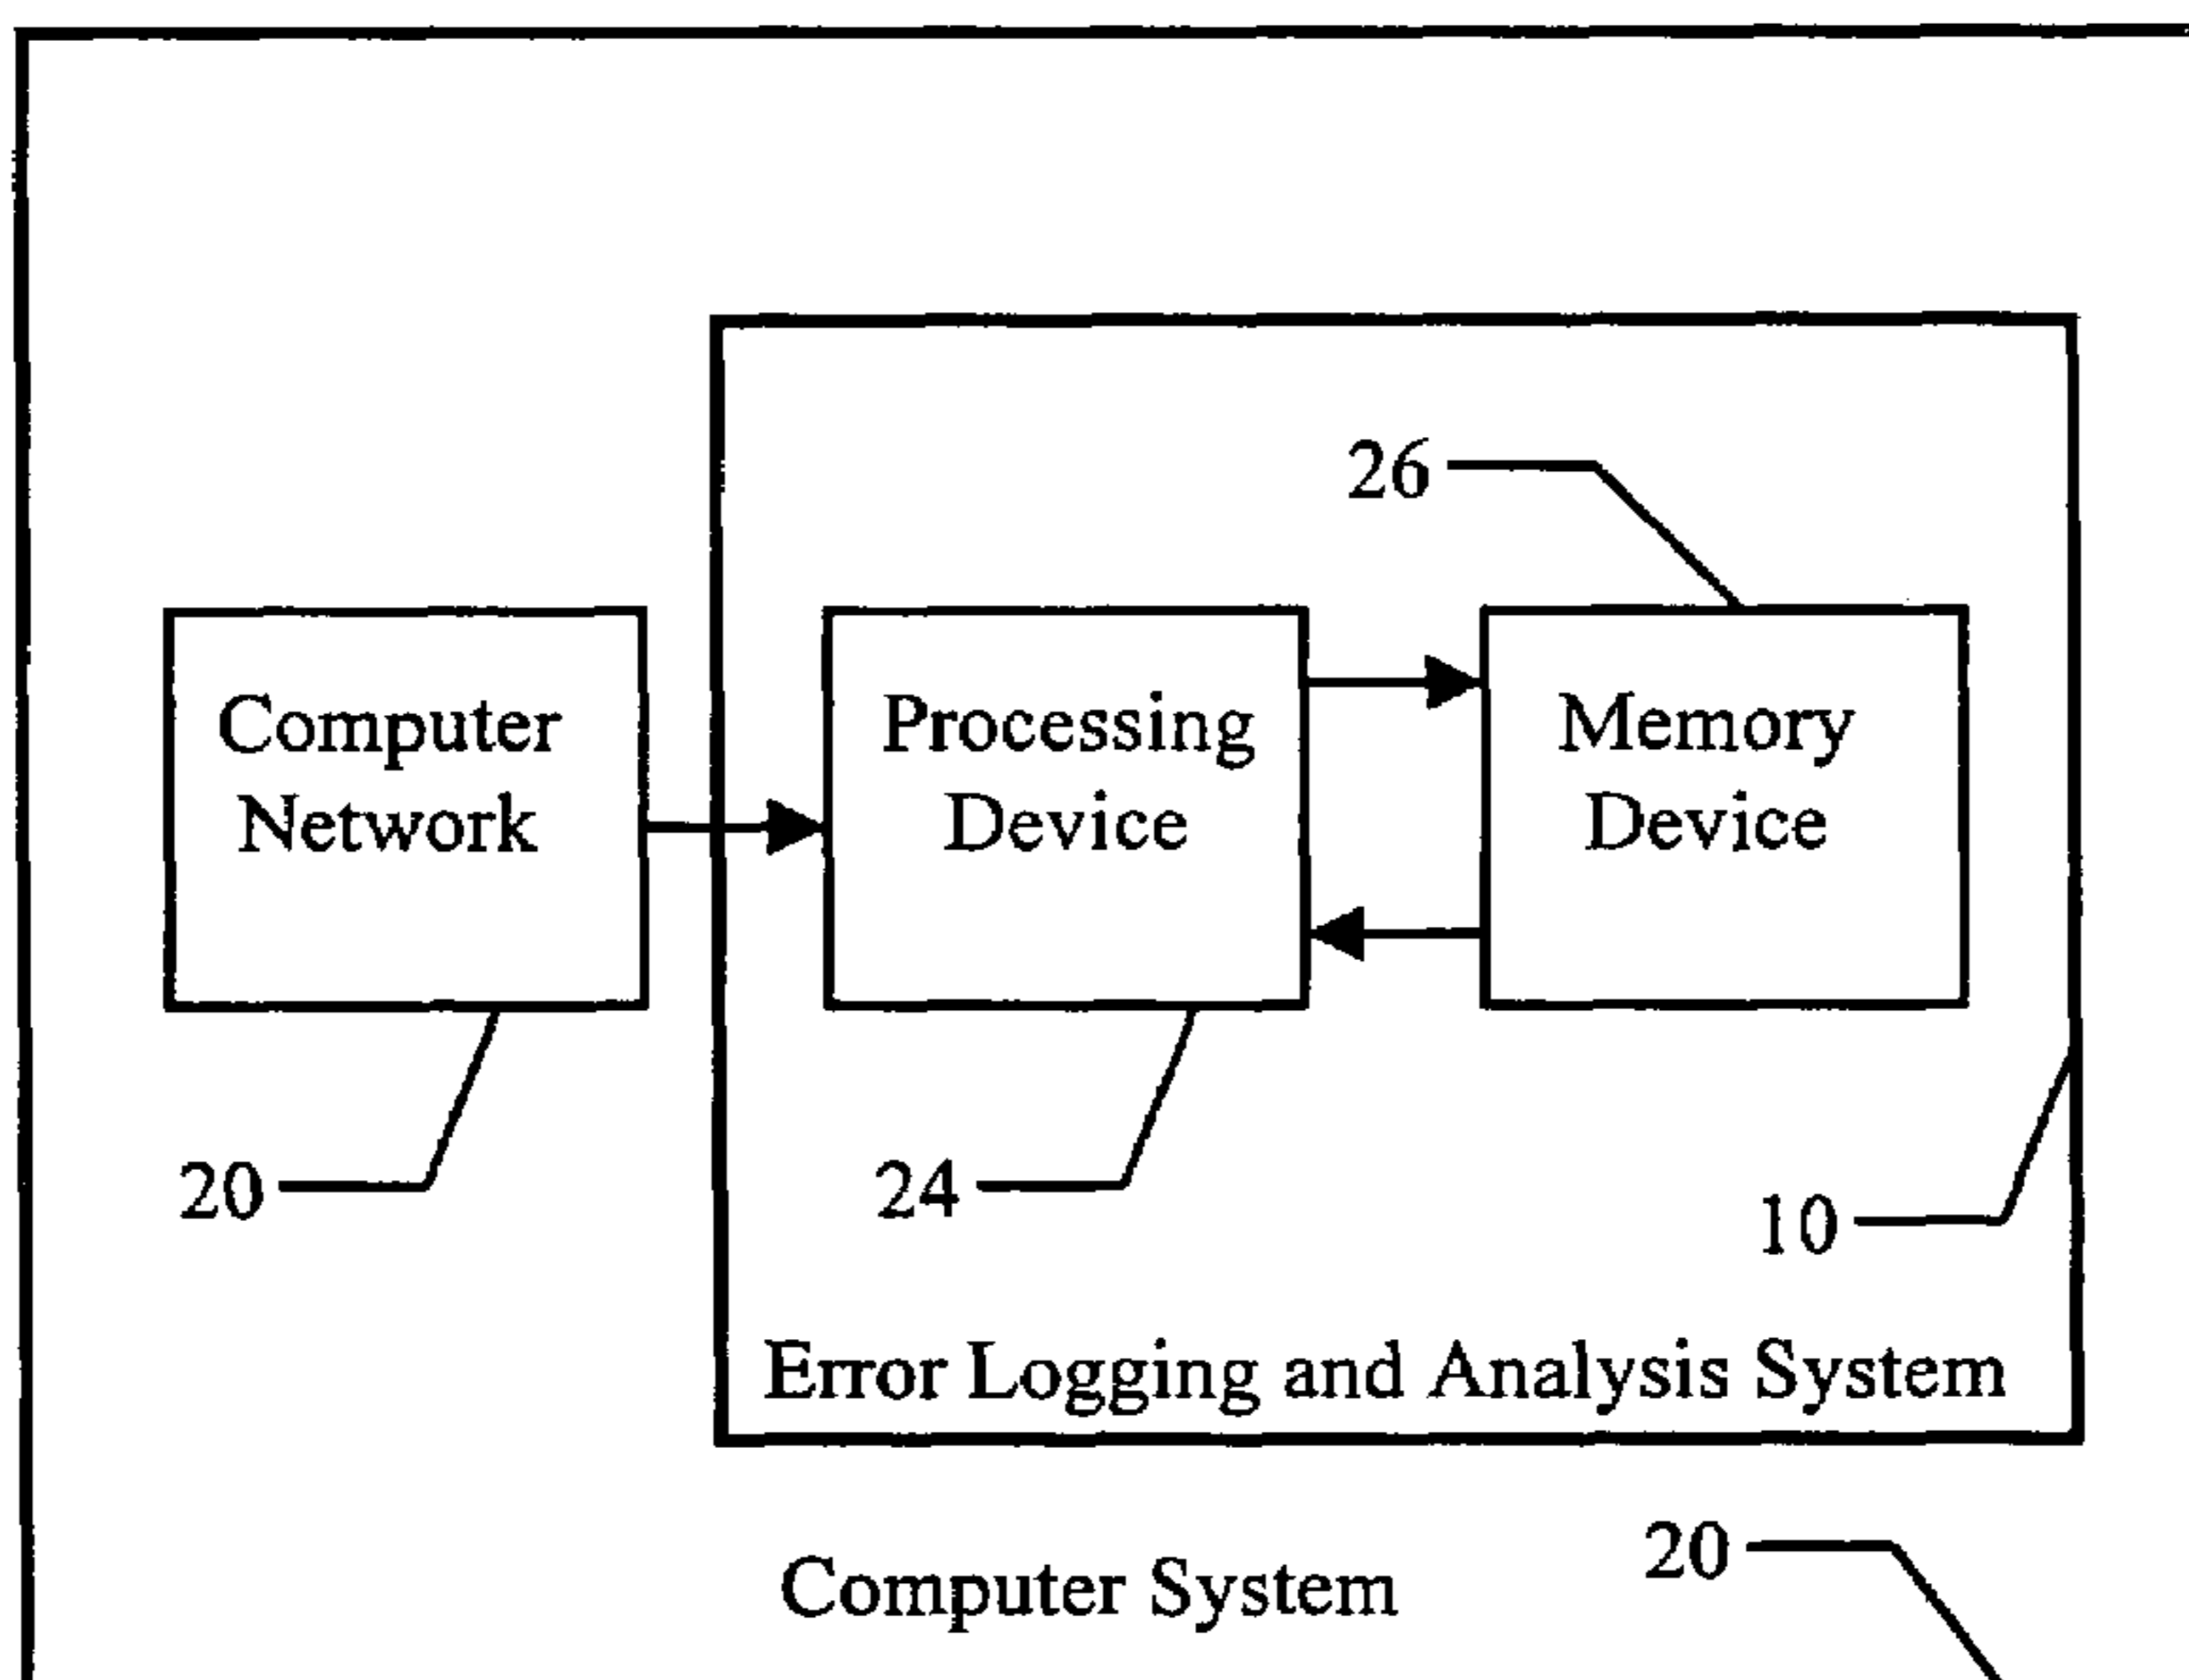 26
Computer
Network
Processing
Device
Memory
Device
20
24
10
Error Logging and Analysis System
20
Computer System